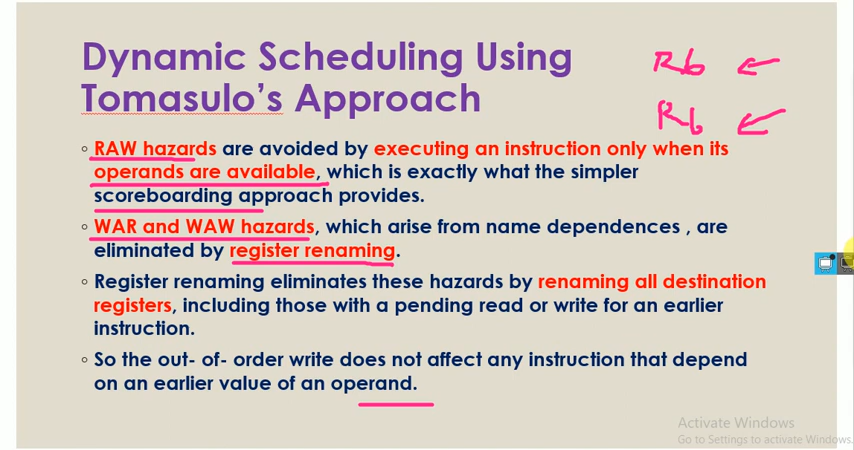 Dynamic Scheduling Using
Tomasulo's Approach
R6 ←
R6 ←
◦ RAW hazards are avoided by executing an instruction only when its
operands are available, which is exactly what the simpler
scoreboarding approach provides.
◦ WAR and WAW hazards, which arise from name dependences , are
eliminated by register renaming.
◦ Register renaming eliminates these hazards by renaming all destination
registers, including those with a pending read or write for an earlier
instruction.
◦ So the out- of- order write does not affect any instruction that depend
on an earlier value of an operand.
Activate Windows
Go to Settings to activate Windows.